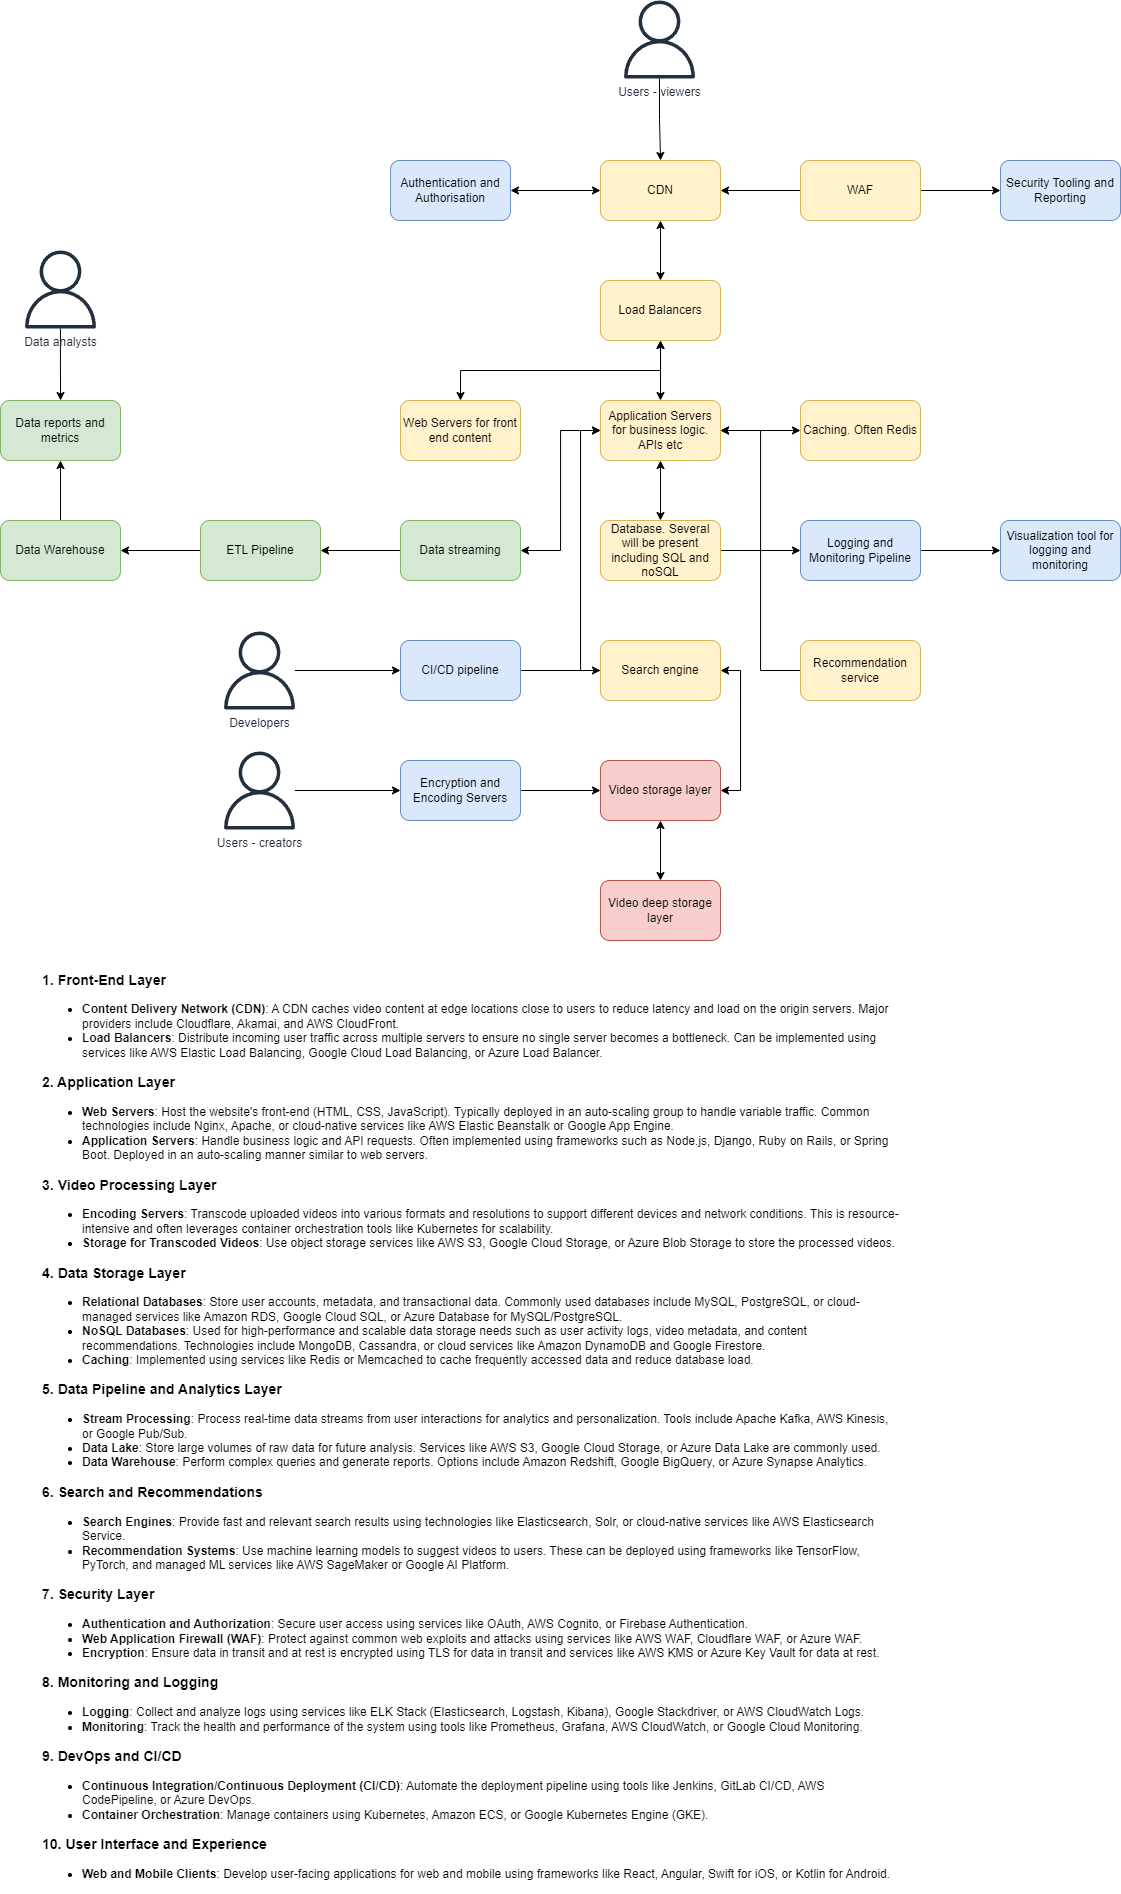 Users - viewers
Authentication and
Authorisation
CDN
WAF
Security Tooling and
Reporting
Load Balancers
Data analysts
Data reports and
metrics
Web Servers for front
end content
Application Servers
for business logic.
APIs etc
Caching. Often Redis
Data Warehouse
ETL Pipeline
Data streaming
Database. Several
will be present
including SQL and
noSQL
Logging and
Monitoring Pipeline
Visualization tool for
logging and
monitoring
Developers
CI/CD pipeline
Search engine
Recommendation
service
Users - creators
Encryption and
Encoding Servers
Video storage layer
Video deep storage
layer
1. Front-End Layer
• Content Delivery Network (CDN): A CDN caches video content at edge locations close to users to reduce latency and load on the origin servers. Major
providers include Cloudflare, Akamai, and AWS CloudFront.
• Load Balancers: Distribute incoming user traffic across multiple servers to ensure no single server becomes a bottleneck. Can be implemented using
services like AWS Elastic Load Balancing, Google Cloud Load Balancing, or Azure Load Balancer.
2. Application Layer
• Web Servers: Host the website's front-end (HTML, CSS, JavaScript). Typically deployed in an auto-scaling group to handle variable traffic. Common
technologies include Nginx, Apache, or cloud-native services like AWS Elastic Beanstalk or Google App Engine.
• Application Servers: Handle business logic and API requests. Often implemented using frameworks such as Node.js, Django, Ruby on Rails, or Spring
Boot. Deployed in an auto-scaling manner similar to web servers.
3. Video Processing Layer
• Encoding Servers: Transcode uploaded videos into various formats and resolutions to support different devices and network conditions. This is resource-
intensive and often leverages container orchestration tools like Kubernetes for scalability.
• Storage for Transcoded Videos: Use object storage services like AWS S3, Google Cloud Storage, or Azure Blob Storage to store the processed videos.
4. Data Storage Layer
• Relational Databases: Store user accounts, metadata, and transactional data. Commonly used databases include MySQL, PostgreSQL, or cloud-
managed services like Amazon RDS, Google Cloud SQL, or Azure Database for MySQL/PostgreSQL.
• NoSQL Databases: Used for high-performance and scalable data storage needs such as user activity logs, video metadata, and content
recommendations. Technologies include MongoDB, Cassandra, or cloud services like Amazon DynamoDB and Google Firestore.
• Caching: Implemented using services like Redis or Memcached to cache frequently accessed data and reduce database load.
5. Data Pipeline and Analytics Layer
• Stream Processing: Process real-time data streams from user interactions for analytics and personalization. Tools include Apache Kafka, AWS Kinesis,
or Google Pub/Sub.
• Data Lake: Store large volumes of raw data for future analysis. Services like AWS S3, Google Cloud Storage, or Azure Data Lake are commonly used.
• Data Warehouse: Perform complex queries and generate reports. Options include Amazon Redshift, Google BigQuery, or Azure Synapse Analytics.
6. Search and Recommendations
• Search Engines: Provide fast and relevant search results using technologies like Elasticsearch, Solr, or cloud-native services like AWS Elasticsearch
Service.
• Recommendation Systems: Use machine learning models to suggest videos to users. These can be deployed using frameworks like TensorFlow,
PyTorch, and managed ML services like AWS SageMaker or Google AI Platform.
7. Security Layer
• Authentication and Authorization: Secure user access using services like OAuth, AWS Cognito, or Firebase Authentication.
• Web Application Firewall (WAF): Protect against common web exploits and attacks using services like AWS WAF, Cloudflare WAF, or Azure WAF.
• Encryption: Ensure data in transit and at rest is encrypted using TLS for data in transit and services like AWS KMS or Azure Key Vault for data at rest.
8. Monitoring and Logging
• Logging: Collect and analyze logs using services like ELK Stack (Elasticsearch, Logstash, Kibana), Google Stackdriver, or AWS CloudWatch Logs.
• Monitoring: Track the health and performance of the system using tools like Prometheus, Grafana, AWS CloudWatch, or Google Cloud Monitoring.
9. DevOps and CI/CD
• Continuous Integration/Continuous Deployment (CI/CD): Automate the deployment pipeline using tools like Jenkins, GitLab CI/CD, AWS
CodePipeline, or Azure DevOps.
• Container Orchestration: Manage containers using Kubernetes, Amazon ECS, or Google Kubernetes Engine (GKE).
10. User Interface and Experience
• Web and Mobile Clients: Develop user-facing applications for web and mobile using frameworks like React, Angular, Swift for iOS, or Kotlin for Android.